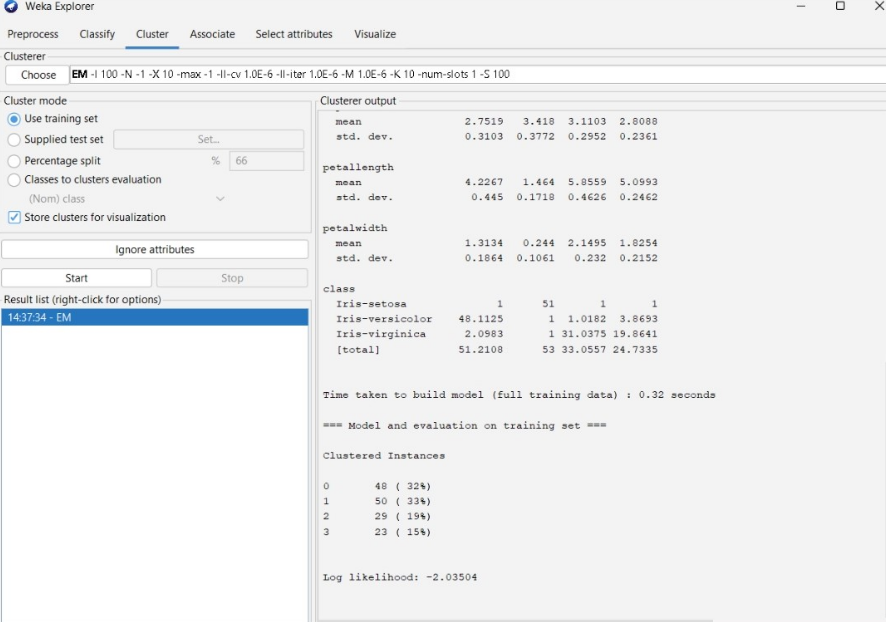 Weka Explorer
Preprocess Classify Cluster Associate Select attributes Visualize
Clusterer
Choose EM -I 100 -N -1 -X 10 -max -1 -ll-cv 1.0E-6 -ll-iter 1.0E-6 -M 1.0E-6 -K 10 -num-slots 1 -S 100
Cluster mode
Use training set
Supplied test set Set...
Percentage split % 66
Classes to clusters evaluation
(Nom) class
Store clusters for visualization
Ignore attributes
Start Stop
Result list (right-click for options)
14:37:34 - EM
Clusterer output
mean 2.7519 3.418 3.1103 2.8088
std. dev. 0.3103 0.3772 0.2952 0.2361
petallength
mean 4.2267 1.464 5.8559 5.0993
std. dev. 0.445 0.1718 0.4626 0.2462
petalwidth
mean 1.3134 0.244 2.1495 1.8254
std. dev. 0.1864 0.1061 0.232 0.2152
class
Iris-setosa 1 51 1 1
Iris-versicolor 48.1125 1 1.0182 3.8693
Iris-virginica 2.0983 1 31.0375 19.8641
[total] 51.2108 53 33.0557 24.7335
Time taken to build model (full training data) : 0.32 seconds
=== Model and evaluation on training set ===
Clustered Instances
0 48 ( 32%)
1 50 ( 33%)
2 29 ( 19%)
3 23 ( 15%)
Log likelihood: -2.03504